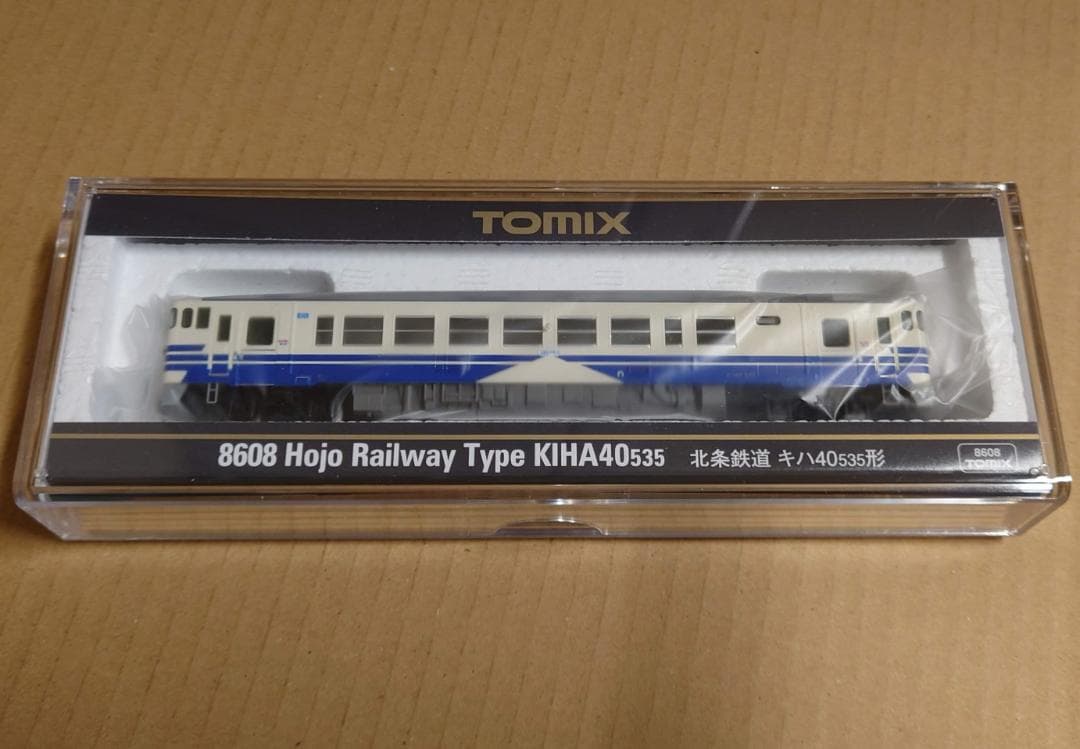 TOMIX
8608 Hojo Railway Type KIHA40535 北条鉄道 キハ40535形
8608
TOMIX